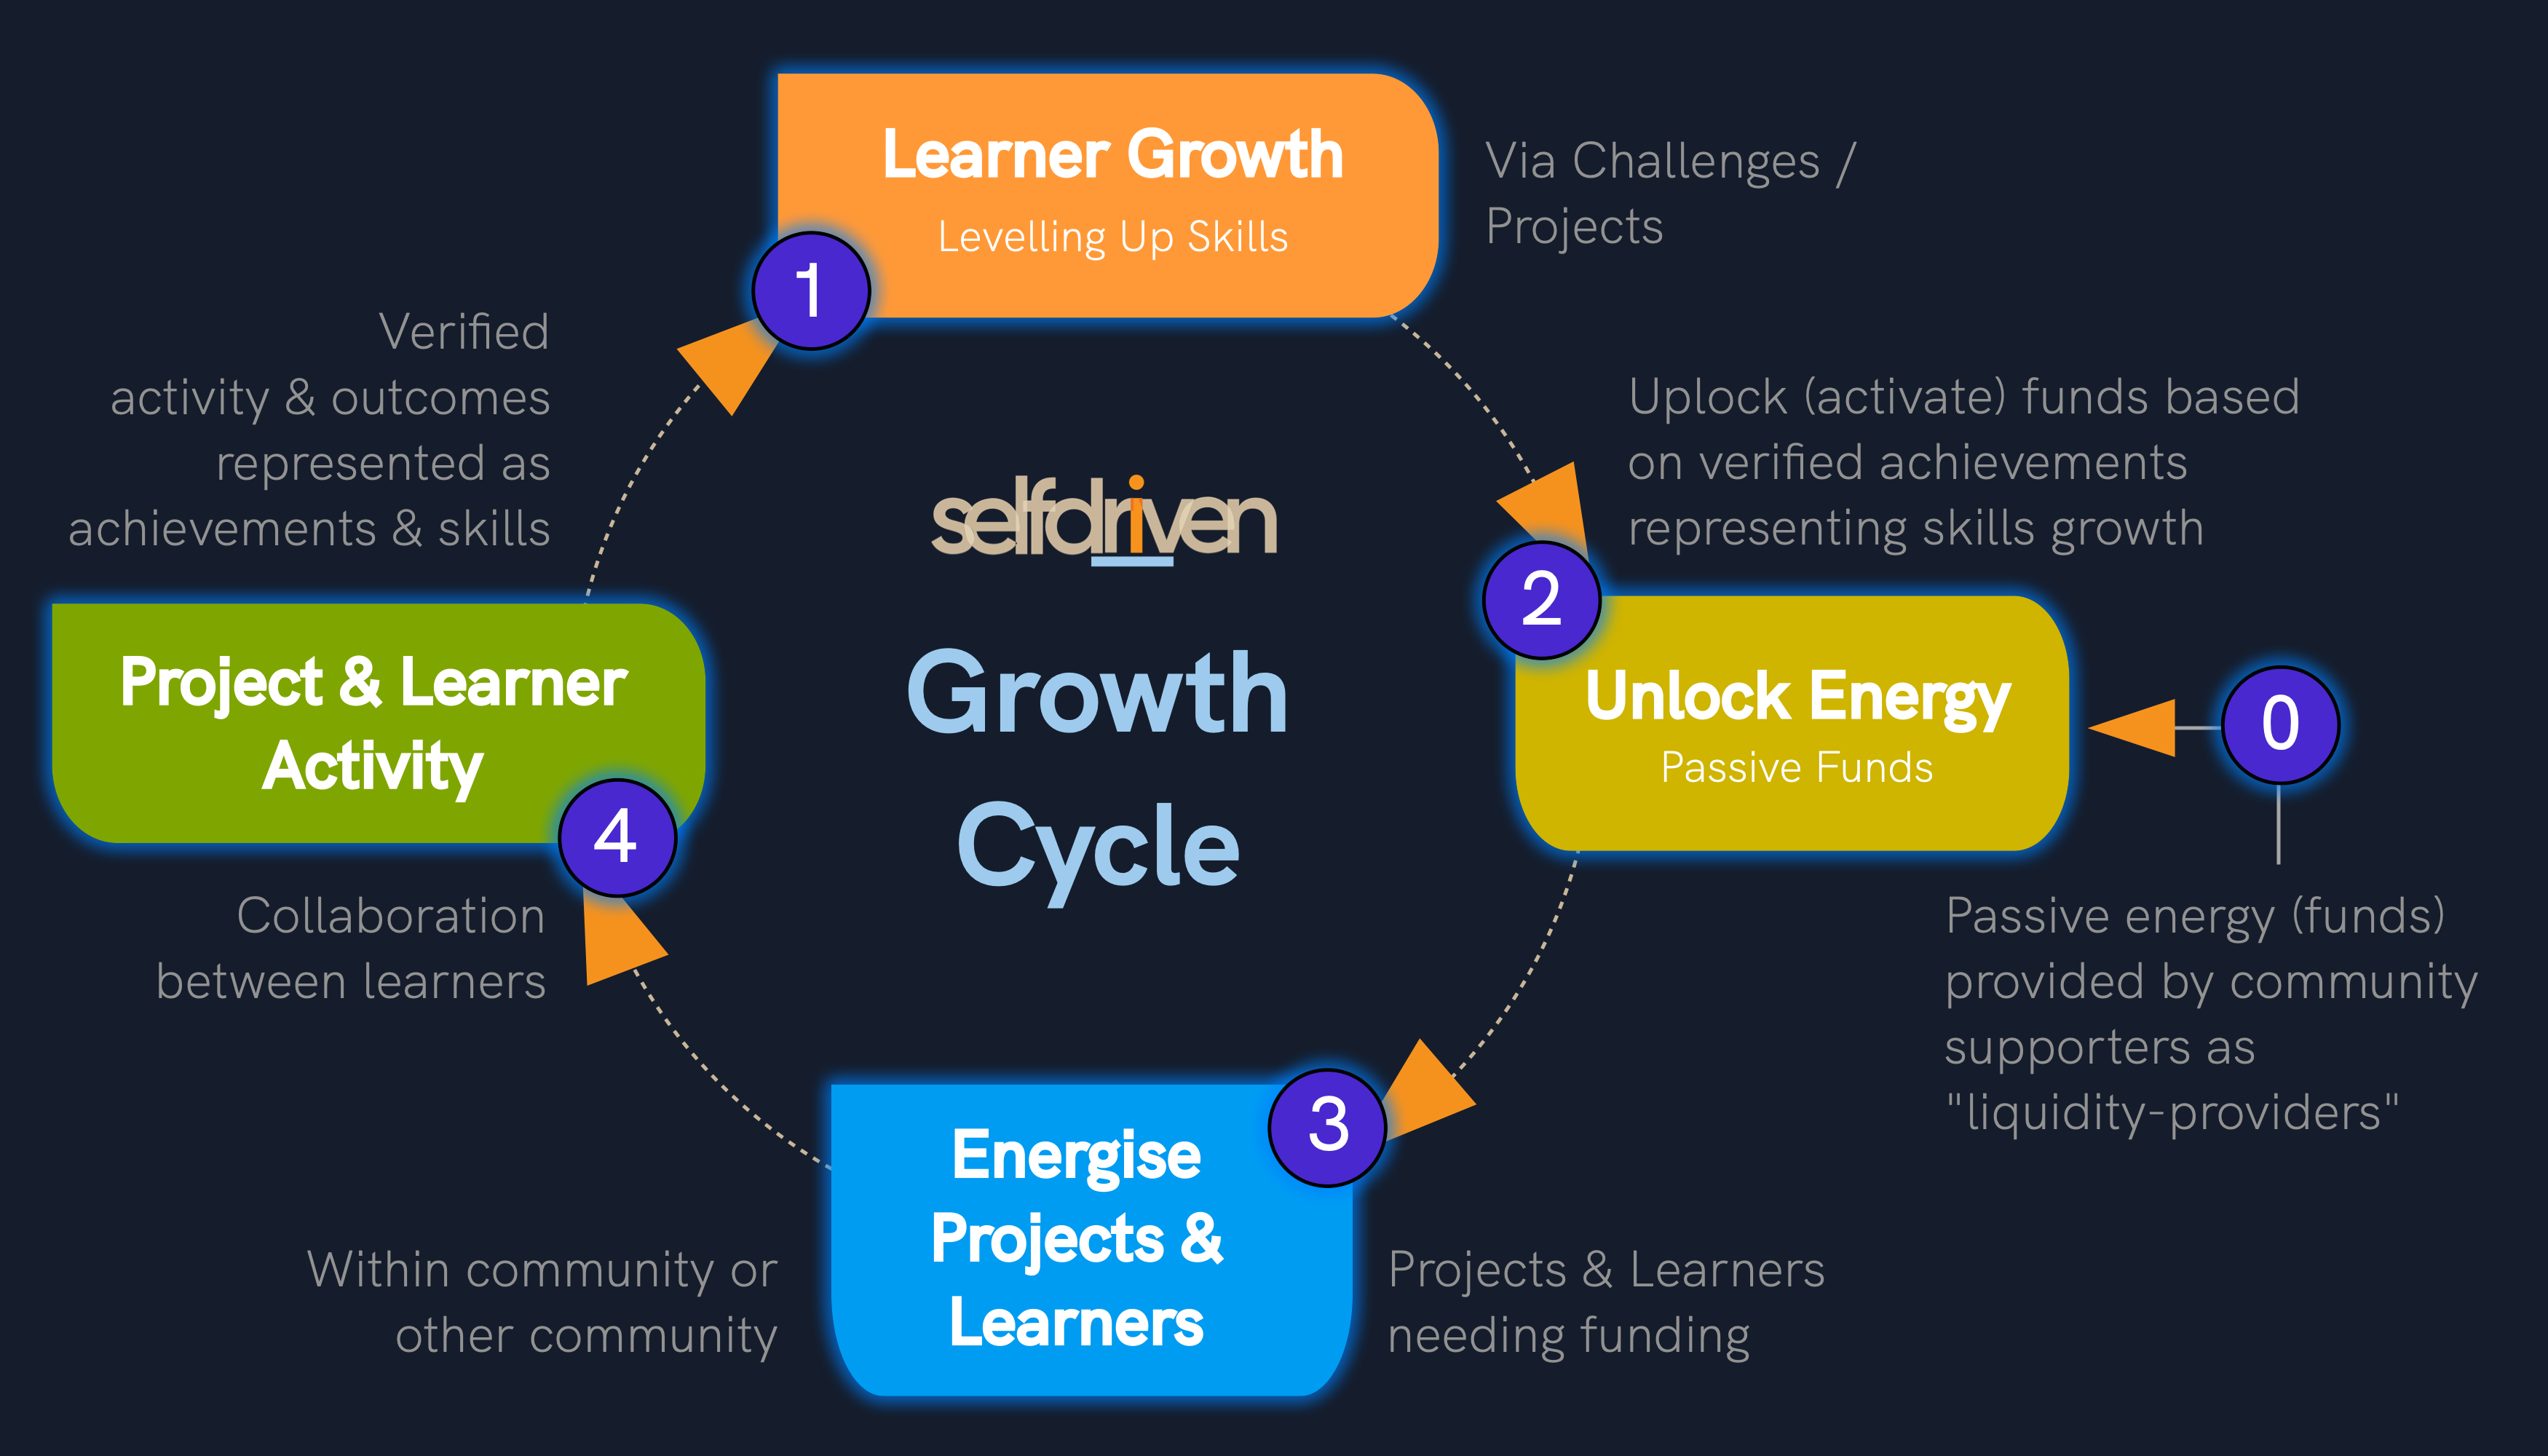 Learner Growth
Levelling Up Skills
1
Via Challenges /
Projects
Verified
activity & outcomes
represented as
achievements & skills
Uplock (activate) funds based
on verified achievements
representing skills growth
selfdriven
Growth
Cycle
2
Unlock Energy
Passive Funds
0
Passive energy (funds)
provided by community
supporters as
"liquidity-providers"
Project & Learner
Activity
4
Collaboration
between learners
3
Energise
Projects &
Learners
Within community or
other community
Projects & Learners
needing funding